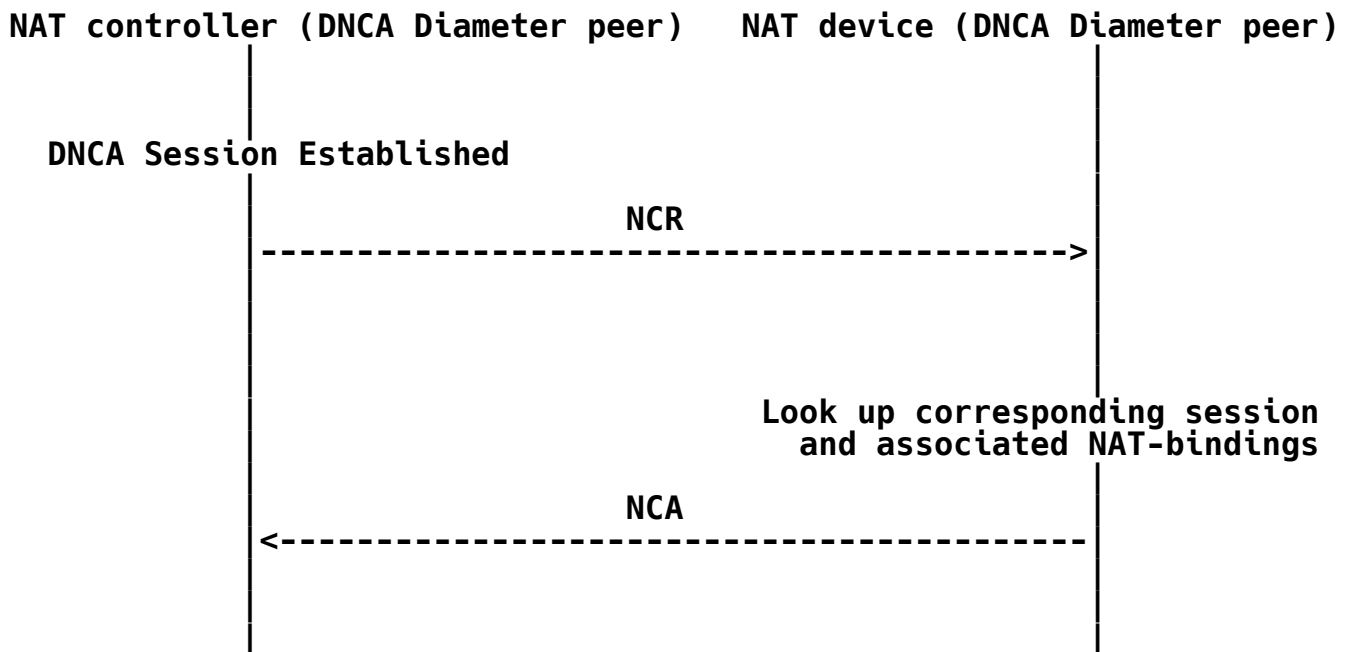 NAT controller (DNCA Diameter peer)   NAT device (DNCA Diameter peer)
DNCA Session Established
NCR
Look up corresponding session
and associated NAT-bindings
NCA